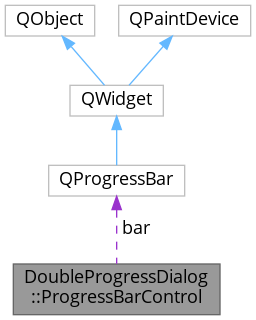 QObject
QPaintDevice
QWidget
QProgressBar
bar
DoubleProgressDialog
::ProgressBarControl